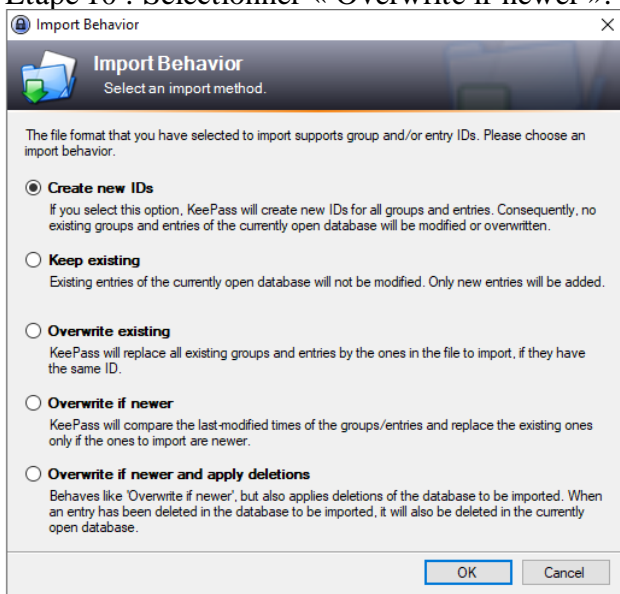 Etape 10 : Sélectionner « Overwrite if newer ».
Import Behavior
Import Behavior
Select an import method.
The file format that you have selected to import supports group and/or entry IDs. Please choose an
import behavior.
Create new IDs
If you select this option, KeePass will create new IDs for all groups and entries. Consequently, no
existing groups and entries of the currently open database will be modified or overwritten.
Keep existing
Existing entries of the currently open database will not be modified. Only new entries will be added.
Overwrite existing
KeePass will replace all existing groups and entries by the ones in the file to import, if they have
the same ID.
Overwrite if newer
KeePass will compare the last-modified times of the groups/entries and replace the existing ones
only if the ones to import are newer.
Overwrite if newer and apply deletions
Behaves like 'Overwrite if newer', but also applies deletions of the database to be imported. When
an entry has been deleted in the database to be imported, it will also be deleted in the currently
open database.
OK Cancel